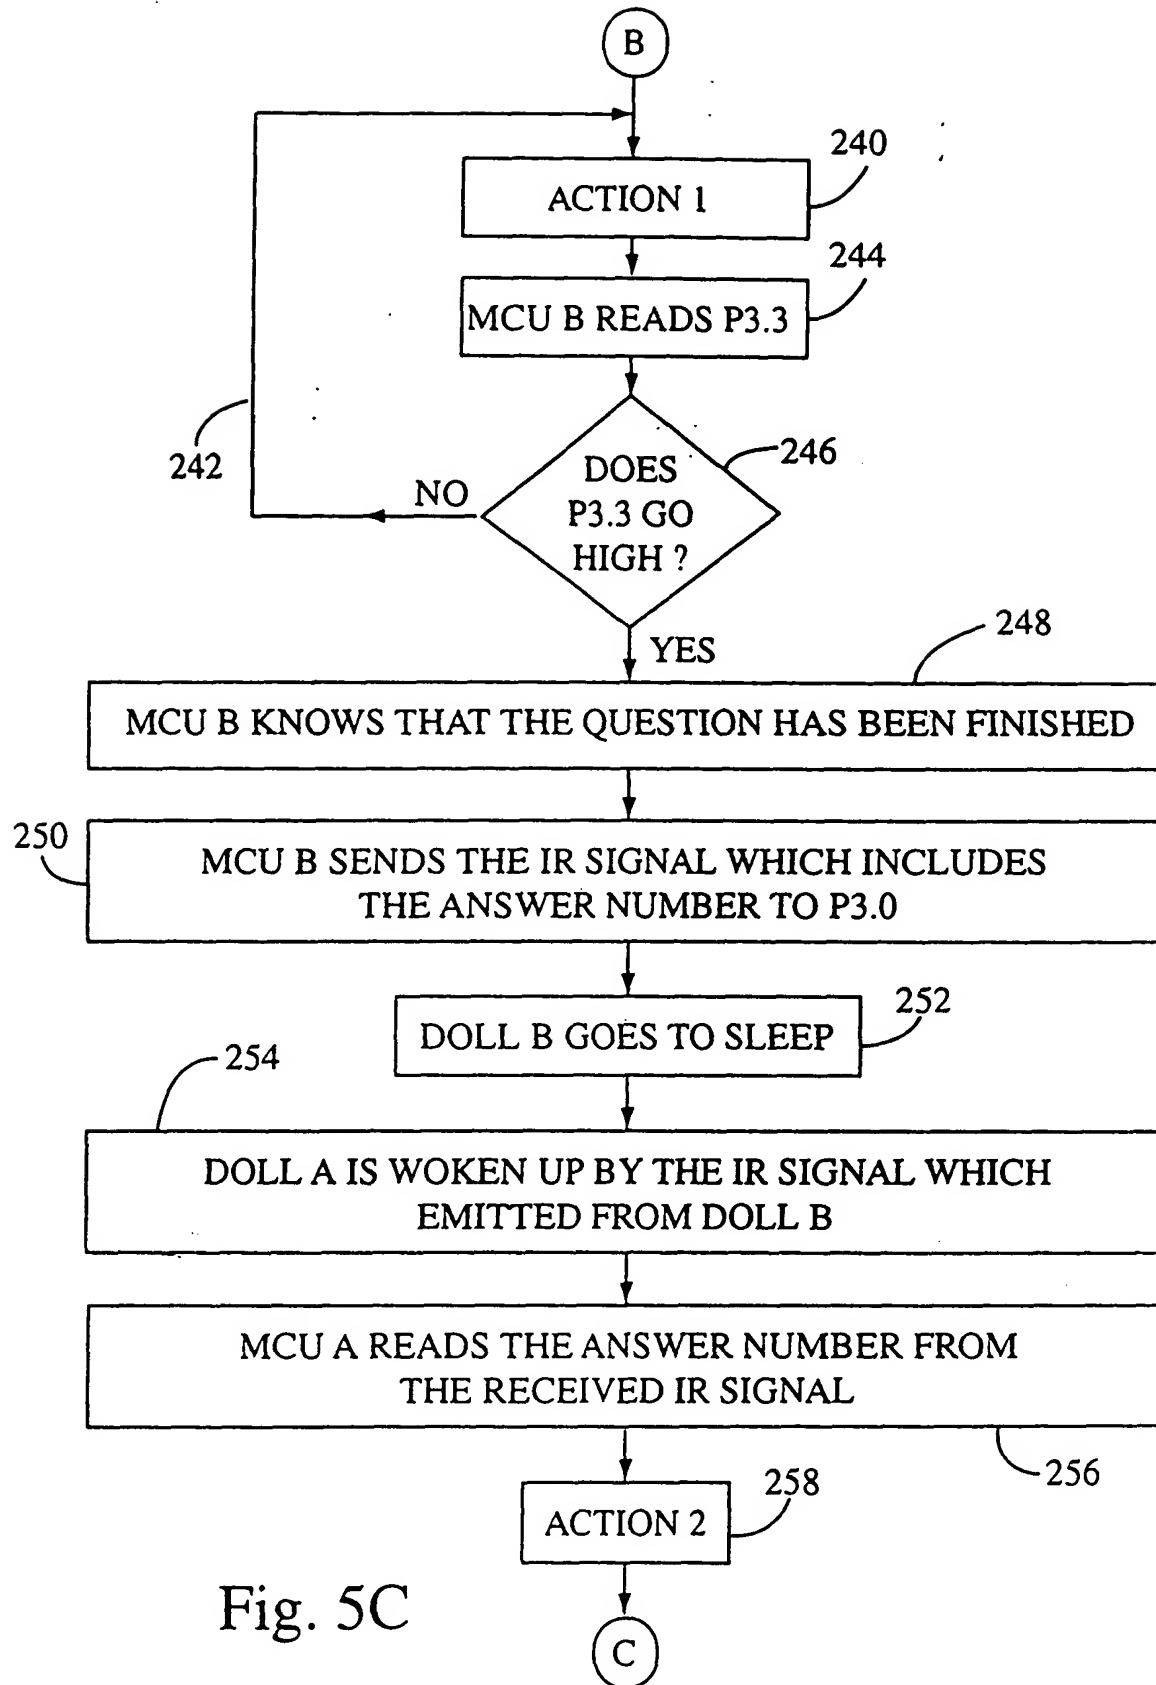 B
240
ACTION 1
244
MCU B READS P3.3
242
246
DOES
P3.3 GO
HIGH ?
NO
YES
248
MCU B KNOWS THAT THE QUESTION HAS BEEN FINISHED
250
MCU B SENDS THE IR SIGNAL WHICH INCLUDES
THE ANSWER NUMBER TO P3.0
252
DOLL B GOES TO SLEEP
254
DOLL A IS WOKEN UP BY THE IR SIGNAL WHICH
EMITTED FROM DOLL B
MCU A READS THE ANSWER NUMBER FROM
THE RECEIVED IR SIGNAL
256
258
ACTION 2
Fig. 5C
C